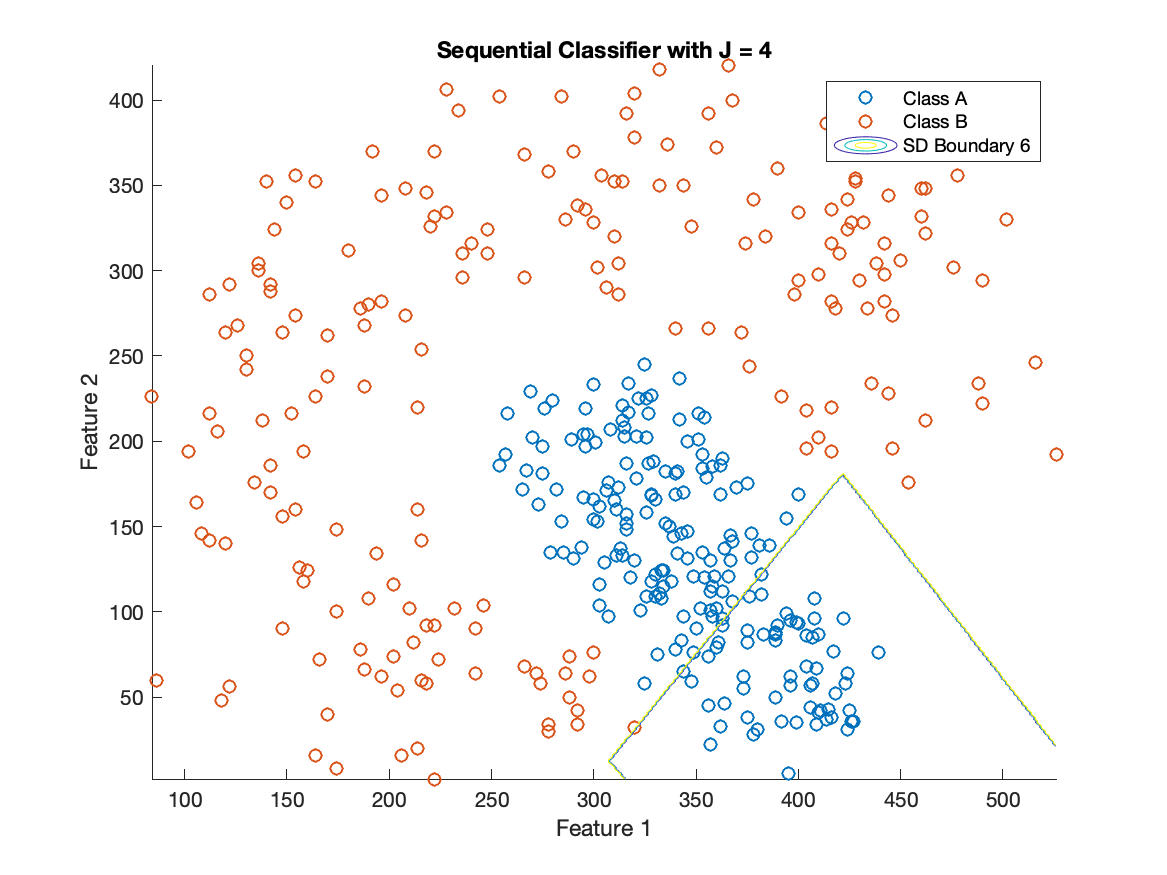 Sequential Classifier with J = 4
Class A
Class B
SD Boundary 6
400
350
300
250
200
150
100
50
Feature 2
100 150 200 250 300 350 400 450 500
Feature 1